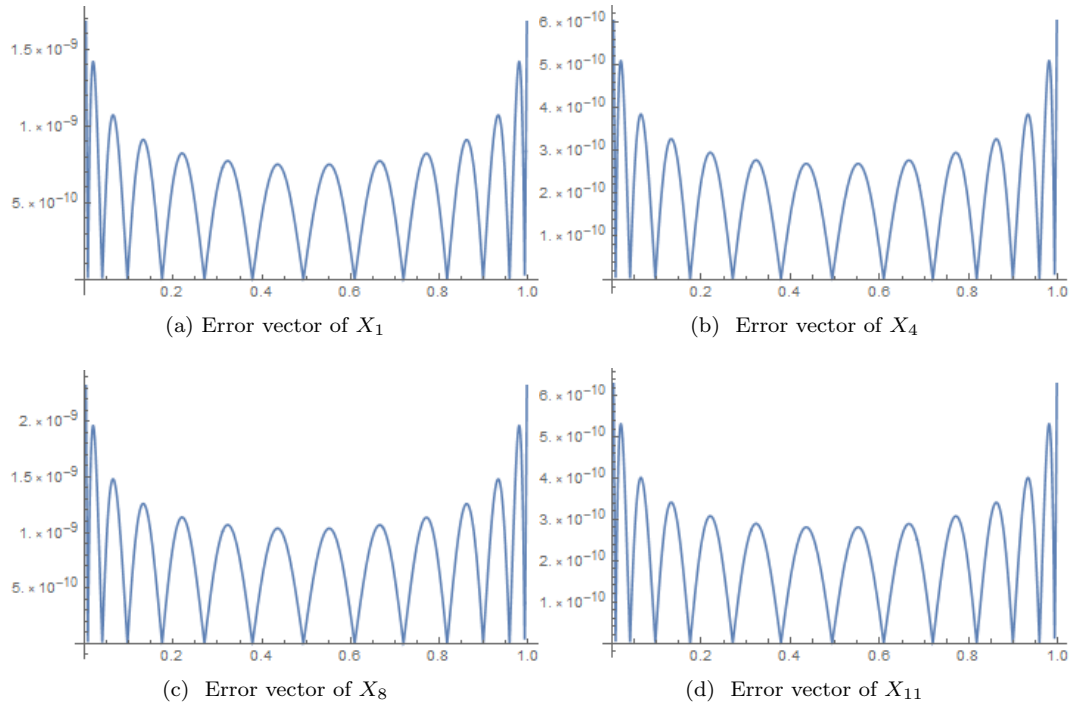 1.5 × 10⁻⁹
1. × 10⁻⁹
5. × 10⁻¹⁰
0.2 0.4 0.6 0.8 1.0
(a) Error vector of X₁
6. × 10⁻¹⁰
5. × 10⁻¹⁰
4. × 10⁻¹⁰
3. × 10⁻¹⁰
2. × 10⁻¹⁰
1. × 10⁻¹⁰
0.2 0.4 0.6 0.8 1.0
(b) Error vector of X₄
2. × 10⁻⁹
1.5 × 10⁻⁹
1. × 10⁻⁹
5. × 10⁻¹⁰
0.2 0.4 0.6 0.8 1.0
(c) Error vector of X₈
6. × 10⁻¹⁰
5. × 10⁻¹⁰
4. × 10⁻¹⁰
3. × 10⁻¹⁰
2. × 10⁻¹⁰
1. × 10⁻¹⁰
0.2 0.4 0.6 0.8 1.0
(d) Error vector of X₁₁